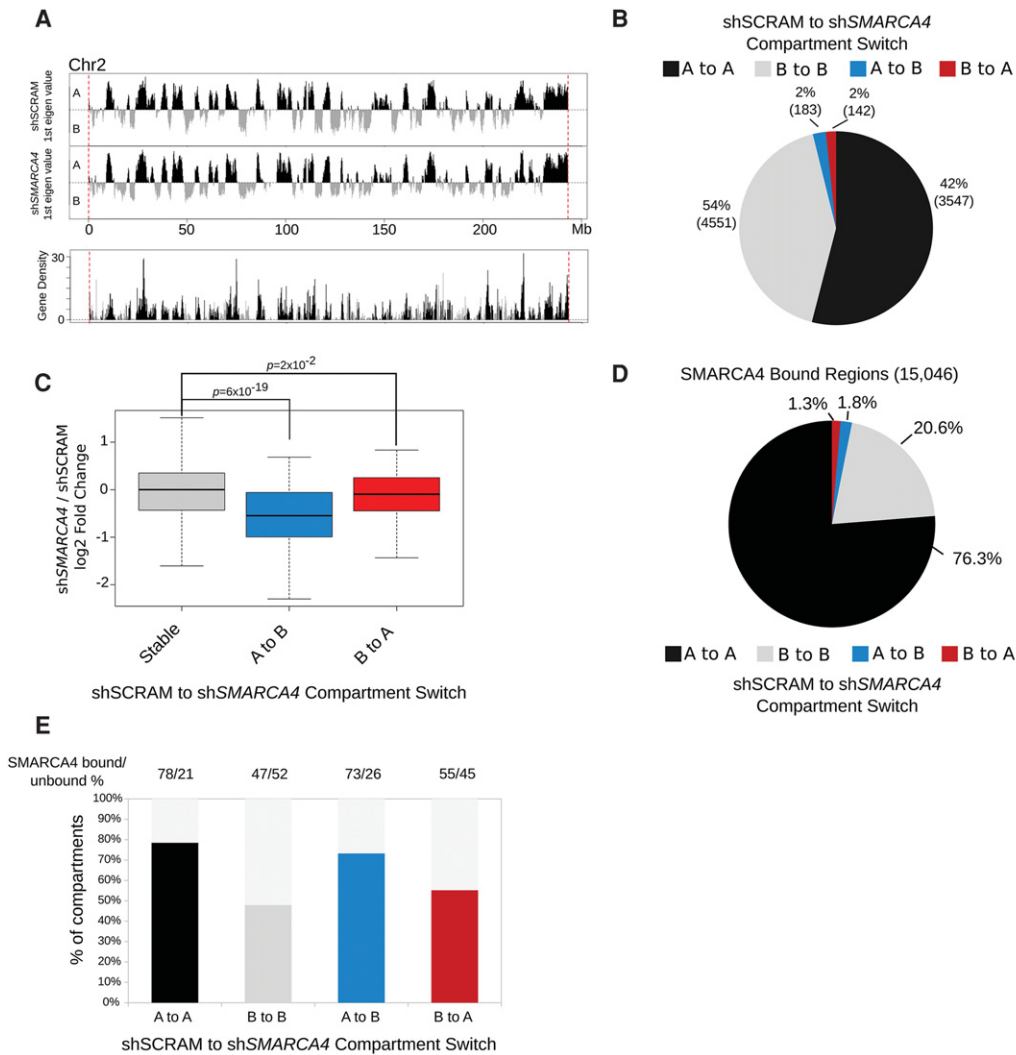 A
Chr2
shSCRAM
1st eigen value
A
B
shSMARCA4
1st eigen value
A
B
0 50 100 150 200 Mb
Gene Density
30
0
B
shSCRAM to shSMARCA4
Compartment Switch
A to A B to B A to B B to A
2%
(183)
2%
(142)
42%
(3547)
54%
(4551)
C
p=2x10-2
p=6x10-19
shSMARCA4 / shSCRAM
log2 Fold Change
1
0
-1
-2
Stable
A to B
B to A
shSCRAM to shSMARCA4 Compartment Switch
D
SMARCA4 Bound Regions (15,046)
1.3%
1.8%
20.6%
76.3%
A to A B to B A to B B to A
shSCRAM to shSMARCA4
Compartment Switch
E
SMARCA4 bound/
unbound %
78/21 47/52 73/26 55/45
% of compartments
100%
90%
80%
70%
60%
50%
40%
30%
20%
10%
0%
A to A B to B A to B B to A
shSCRAM to shSMARCA4 Compartment Switch